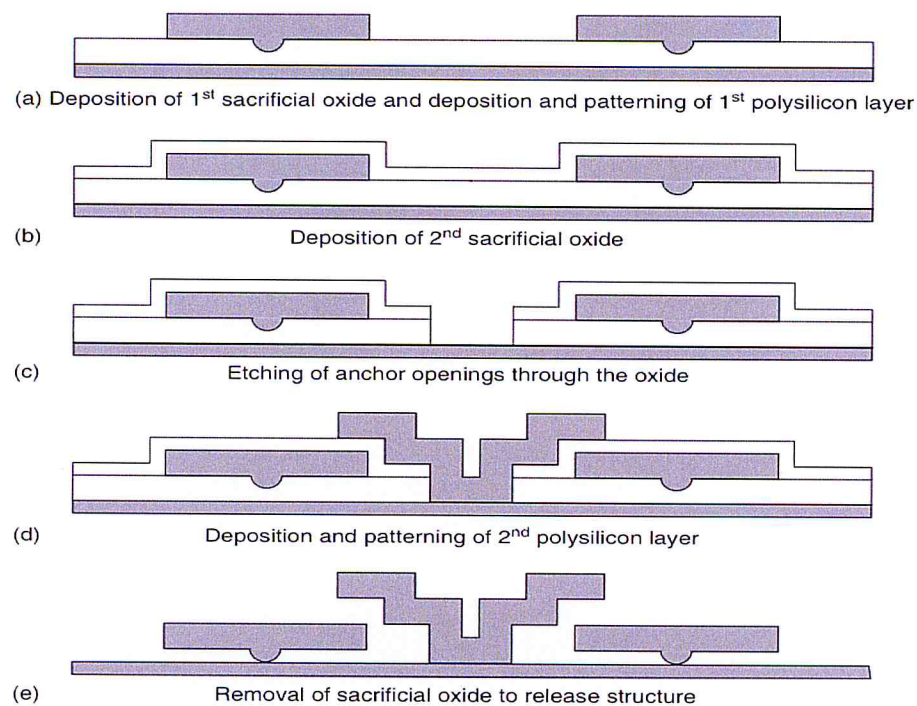 (a) Deposition of 1st sacrificial oxide and deposition and patterning of 1st polysilicon layer
(b) Deposition of 2nd sacrificial oxide
(c) Etching of anchor openings through the oxide
(d) Deposition and patterning of 2nd polysilicon layer
(e) Removal of sacrificial oxide to release structure